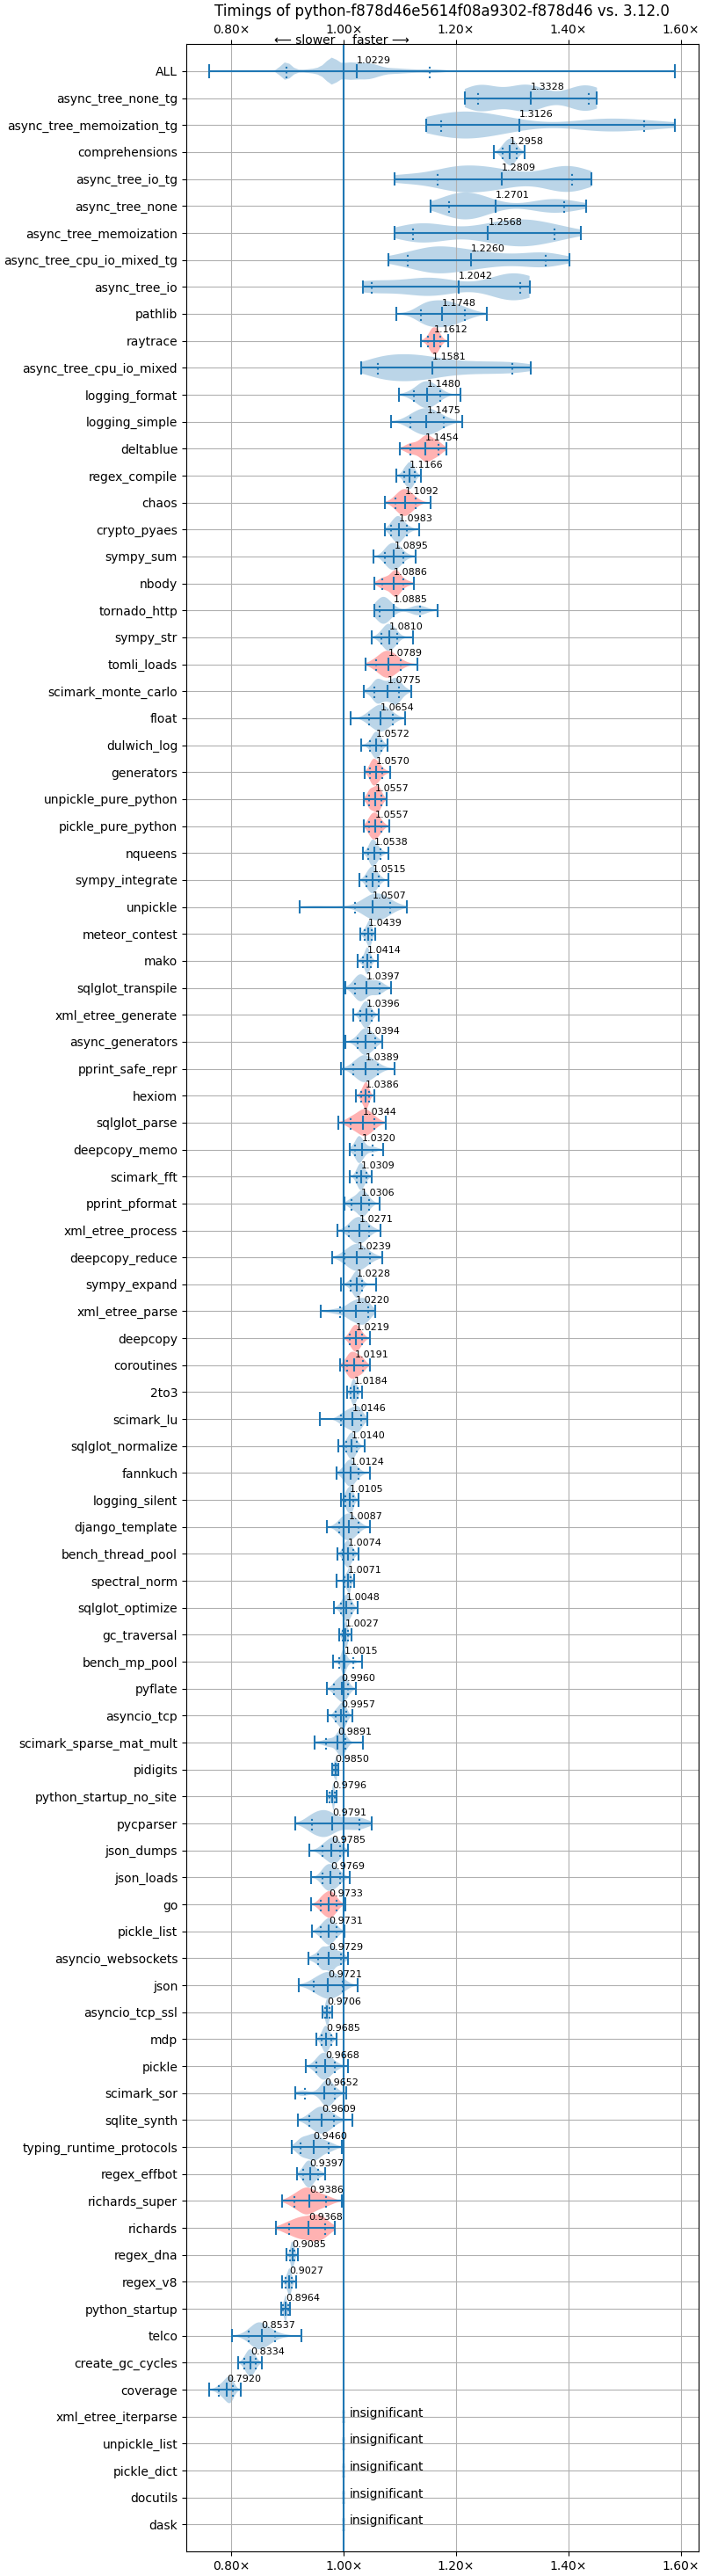 Timings of python-f878d46e5614f08a9302-f878d46 vs. 3.12.0
0.80× 1.00× 1.20× 1.40× 1.60×
⟵ slower faster ⟶
ALL 1.0229
async_tree_none_tg 1.3328
async_tree_memoization_tg 1.3126
comprehensions 1.2958
async_tree_io_tg 1.2809
async_tree_none 1.2701
async_tree_memoization 1.2568
async_tree_cpu_io_mixed_tg 1.2260
async_tree_io 1.2042
pathlib 1.1748
raytrace 1.1612
async_tree_cpu_io_mixed 1.1581
logging_format 1.1480
logging_simple 1.1475
deltablue 1.1454
regex_compile 1.1166
chaos 1.1092
crypto_pyaes 1.0983
sympy_sum 1.0895
nbody 1.0886
tornado_http 1.0885
sympy_str 1.0810
tomli_loads 1.0789
scimark_monte_carlo 1.0775
float 1.0654
dulwich_log 1.0572
generators 1.0570
unpickle_pure_python 1.0557
pickle_pure_python 1.0557
nqueens 1.0538
sympy_integrate 1.0515
unpickle 1.0507
meteor_contest 1.0439
mako 1.0414
sqlglot_transpile 1.0397
xml_etree_generate 1.0396
async_generators 1.0394
pprint_safe_repr 1.0389
hexiom 1.0386
sqlglot_parse 1.0344
deepcopy_memo 1.0320
scimark_fft 1.0309
pprint_pformat 1.0306
xml_etree_process 1.0271
deepcopy_reduce 1.0239
sympy_expand 1.0228
xml_etree_parse 1.0220
deepcopy 1.0219
coroutines 1.0191
2to3 1.0184
scimark_lu 1.0146
sqlglot_normalize 1.0140
fannkuch 1.0124
logging_silent 1.0105
django_template 1.0087
bench_thread_pool 1.0074
spectral_norm 1.0071
sqlglot_optimize 1.0048
gc_traversal 1.0027
bench_mp_pool 1.0015
pyflate 0.9960
asyncio_tcp 0.9957
scimark_sparse_mat_mult 0.9891
pidigits 0.9850
python_startup_no_site 0.9796
pycparser 0.9791
json_dumps 0.9785
json_loads 0.9769
go 0.9733
pickle_list 0.9731
asyncio_websockets 0.9729
json 0.9721
asyncio_tcp_ssl 0.9706
mdp 0.9685
pickle 0.9668
scimark_sor 0.9652
sqlite_synth 0.9609
typing_runtime_protocols 0.9460
regex_effbot 0.9397
richards_super 0.9386
richards 0.9368
regex_dna 0.9085
regex_v8 0.9027
python_startup 0.8964
telco 0.8537
create_gc_cycles 0.8334
coverage 0.7920
xml_etree_iterparse insignificant
unpickle_list insignificant
pickle_dict insignificant
docutils insignificant
dask insignificant
0.80× 1.00× 1.20× 1.40× 1.60×